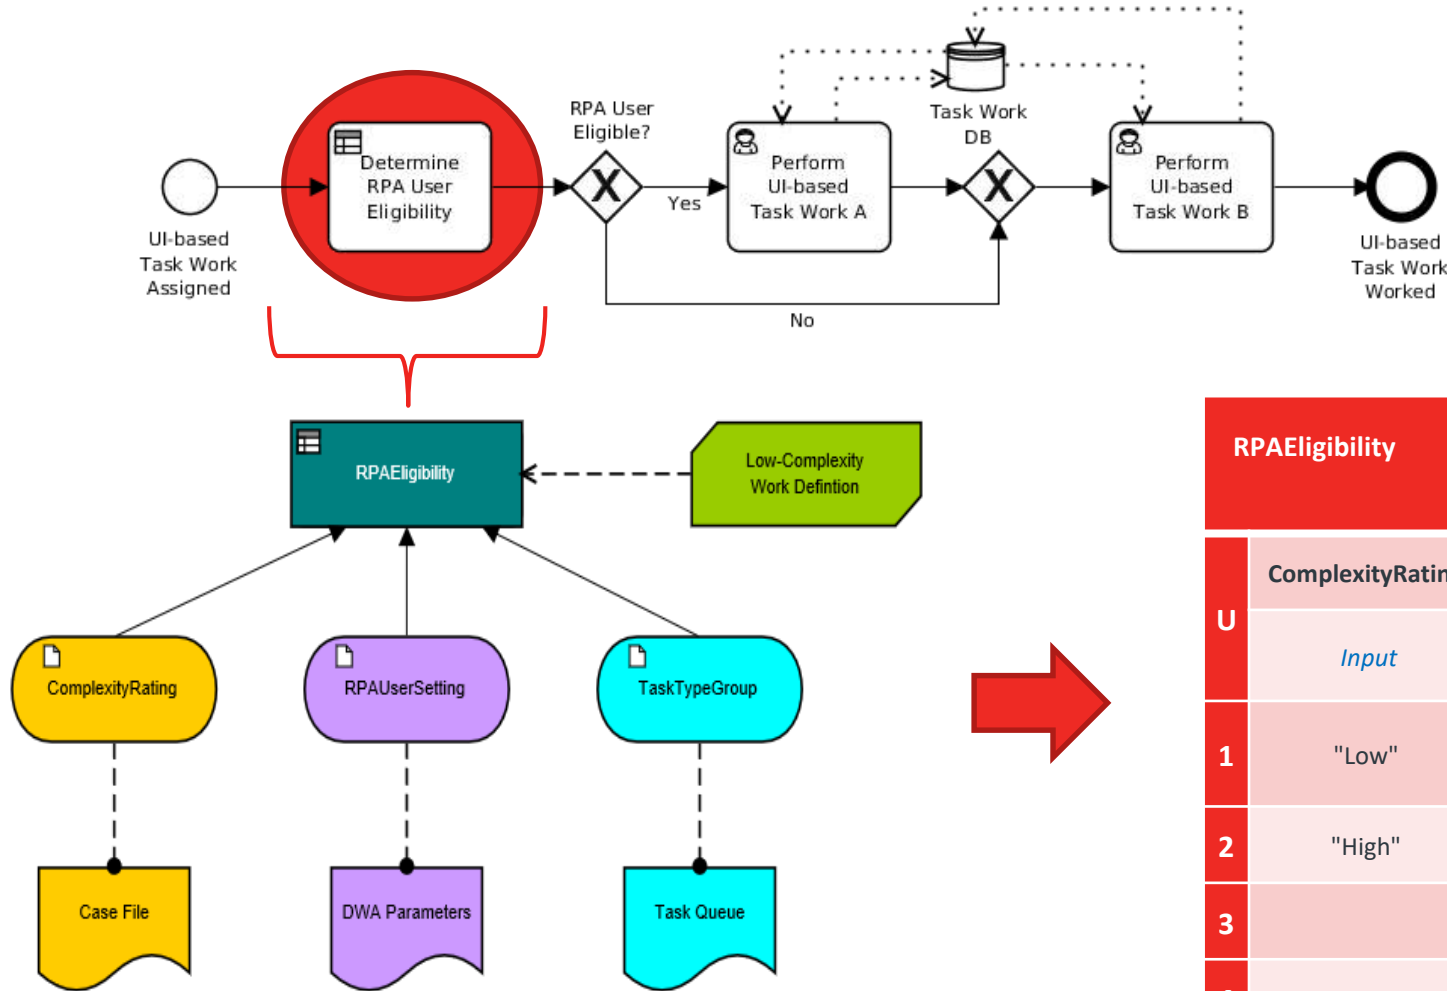 RPA User
Eligible?
Task Work
DB
Determine
RPA User
Eligibility
Perform
UI-based
Task Work A
Perform
UI-based
Task Work B
Yes
No
UI-based
Task Work
Assigned
UI-based
Task Work
Worked
RPAEligibility
Low-Complexity
Work Defintion
ComplexityRating
RPAUserSetting
TaskTypeGroup
Case File
DWA Parameters
Task Queue
RPAEligibility
U
ComplexityRatin
Input
1
"Low"
2
"High"
3